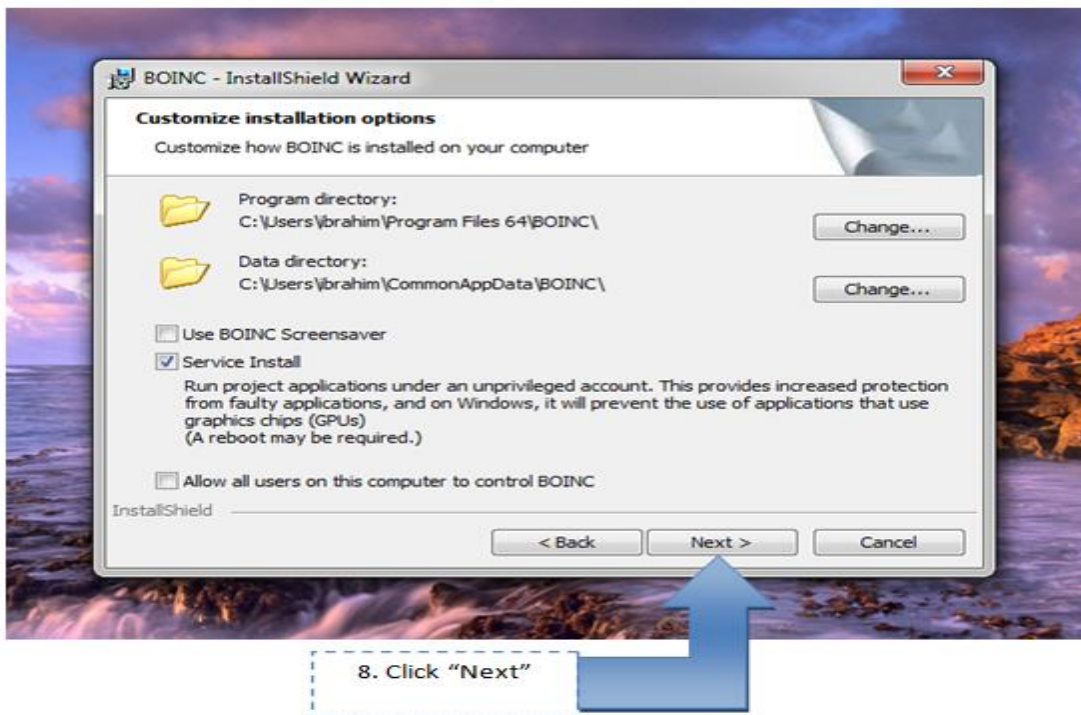 BOINC - InstallShield Wizard
Customize installation options
Customize how BOINC is installed on your computer
Program directory:
C:\Users\ibrahim\Program Files 64\BOINC\
Change...
Data directory:
C:\Users\ibrahim\CommonAppData\BOINC\
Change...
Use BOINC Screensaver
Service Install
Run project applications under an unprivileged account. This provides increased protection
from faulty applications, and on Windows, it will prevent the use of applications that use
graphics chips (GPUs)
(A reboot may be required.)
Allow all users on this computer to control BOINC
InstallShield
< Back
Next >
Cancel
8. Click “Next”